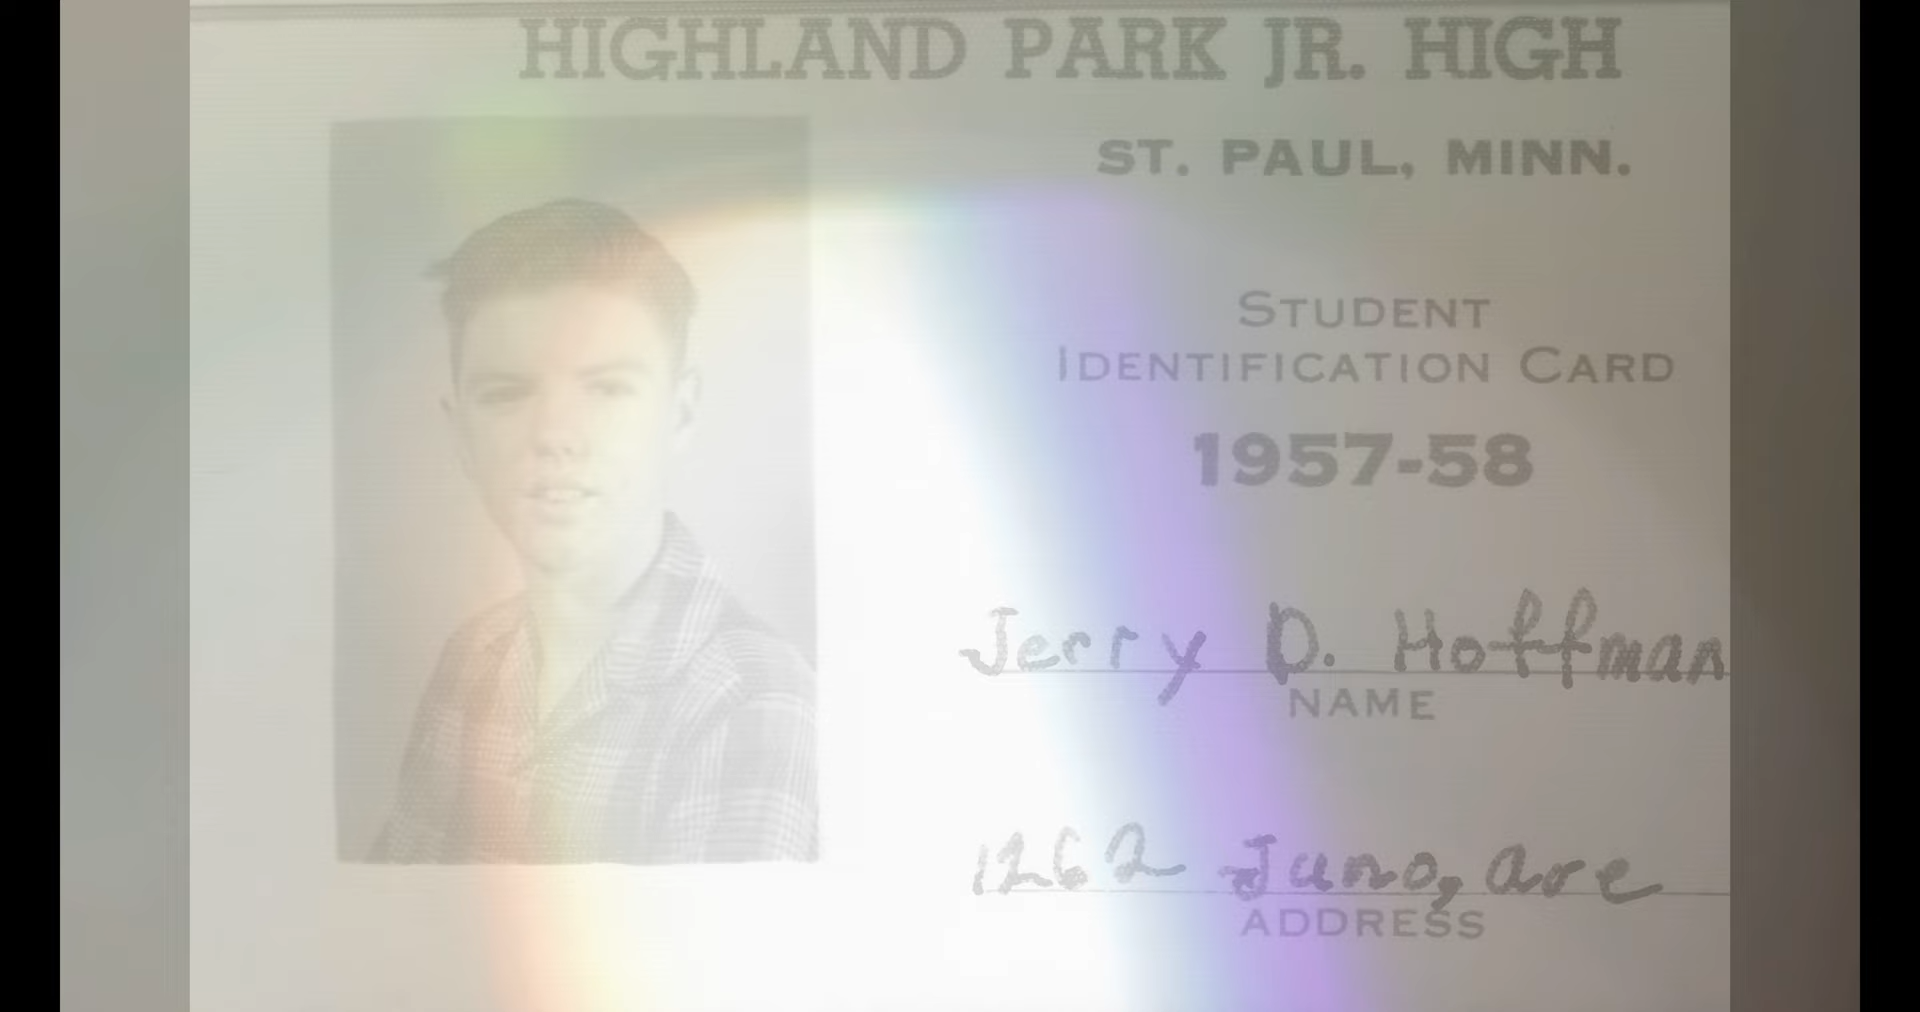 HIGHLAND PARK JR. HIGH
ST. PAUL, MINN.
STUDENT
IDENTIFICATION CARD
1957-58
Jerry D. Hoffman
NAME
1262 Juno, ave
ADDRESS